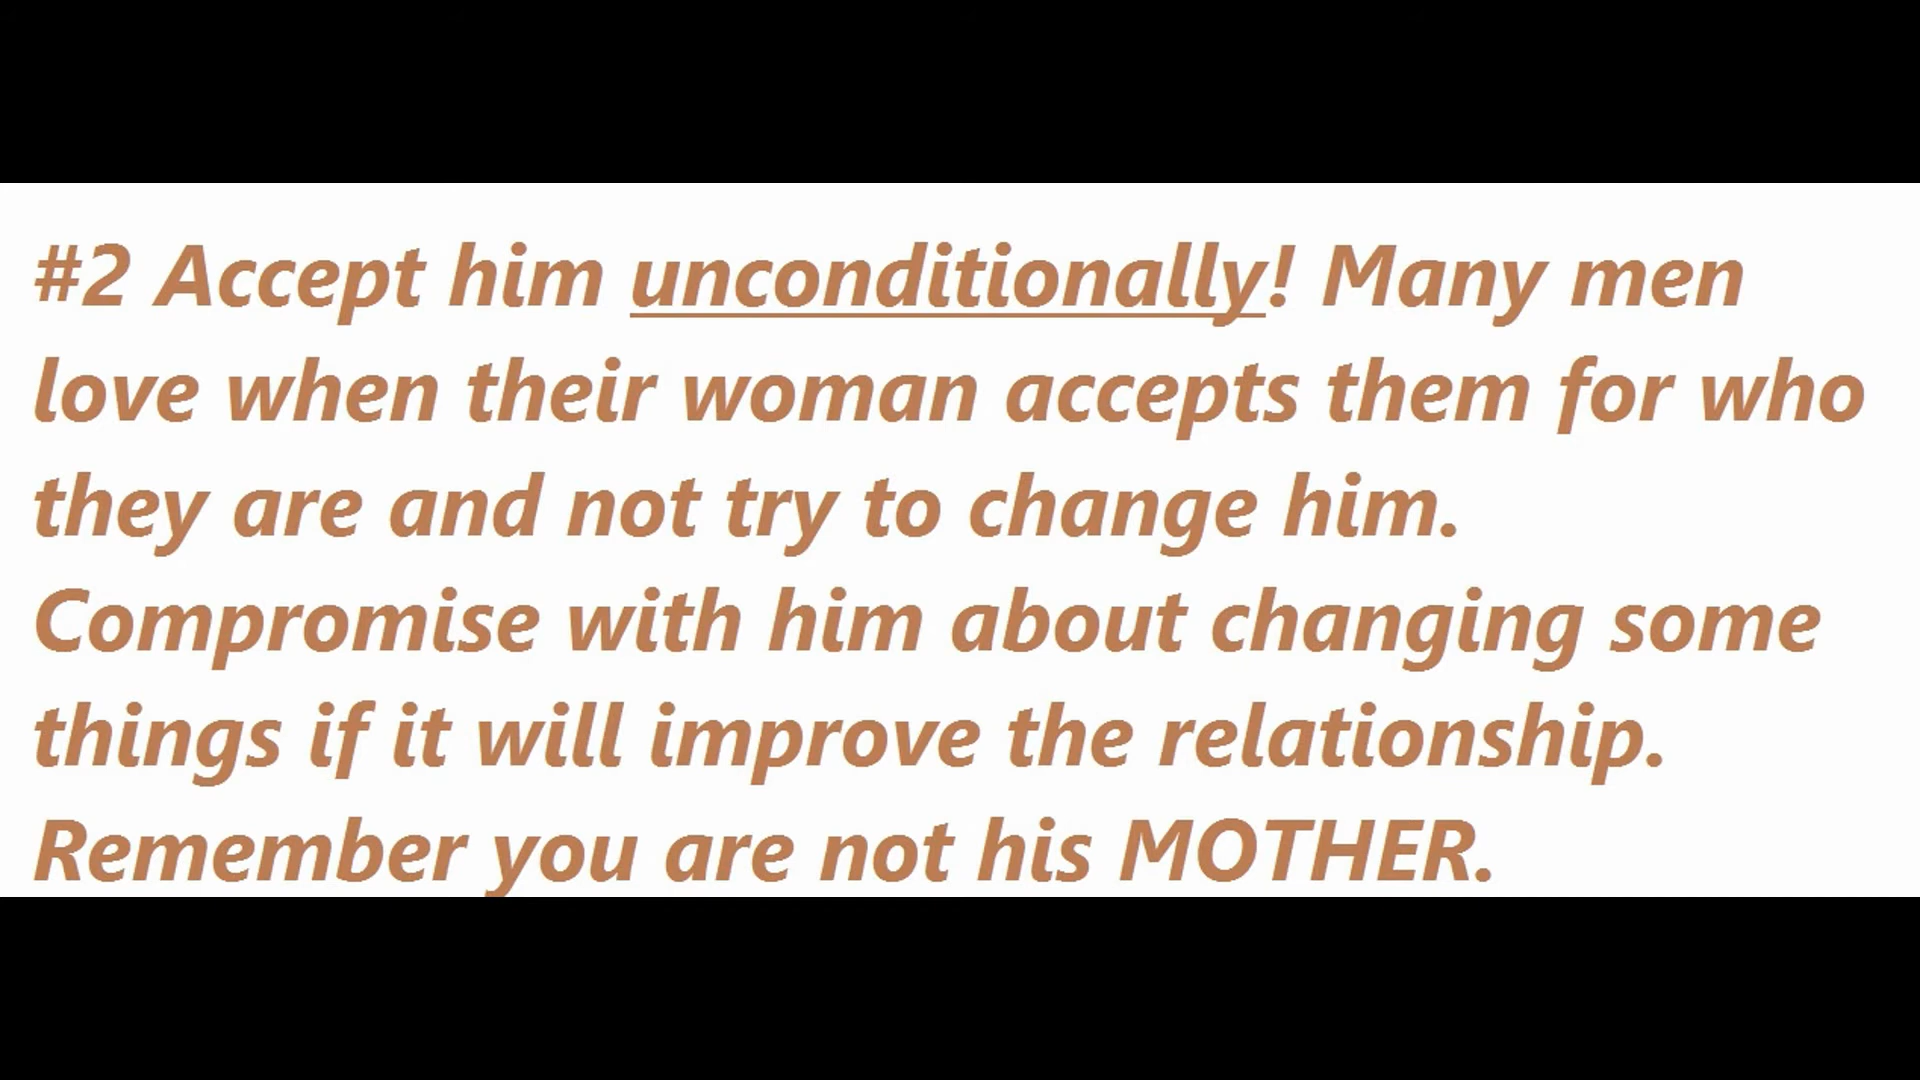 #2 Accept him unconditionally! Many men
love when their woman accepts them for who
they are and not try to change him.
Compromise with him about changing some
things if it will improve the relationship.
Remember you are not his MOTHER.